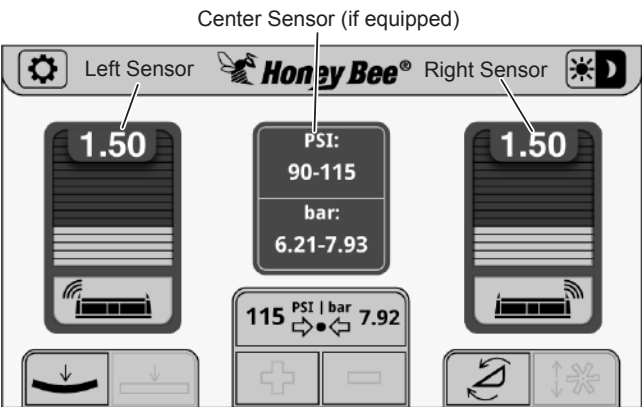 Center Sensor (if equipped)
Left Sensor
Honey Bee®
Right Sensor
1.50
PSI:
90-115
bar:
6.21-7.93
1.50
115 PSI | bar 7.92